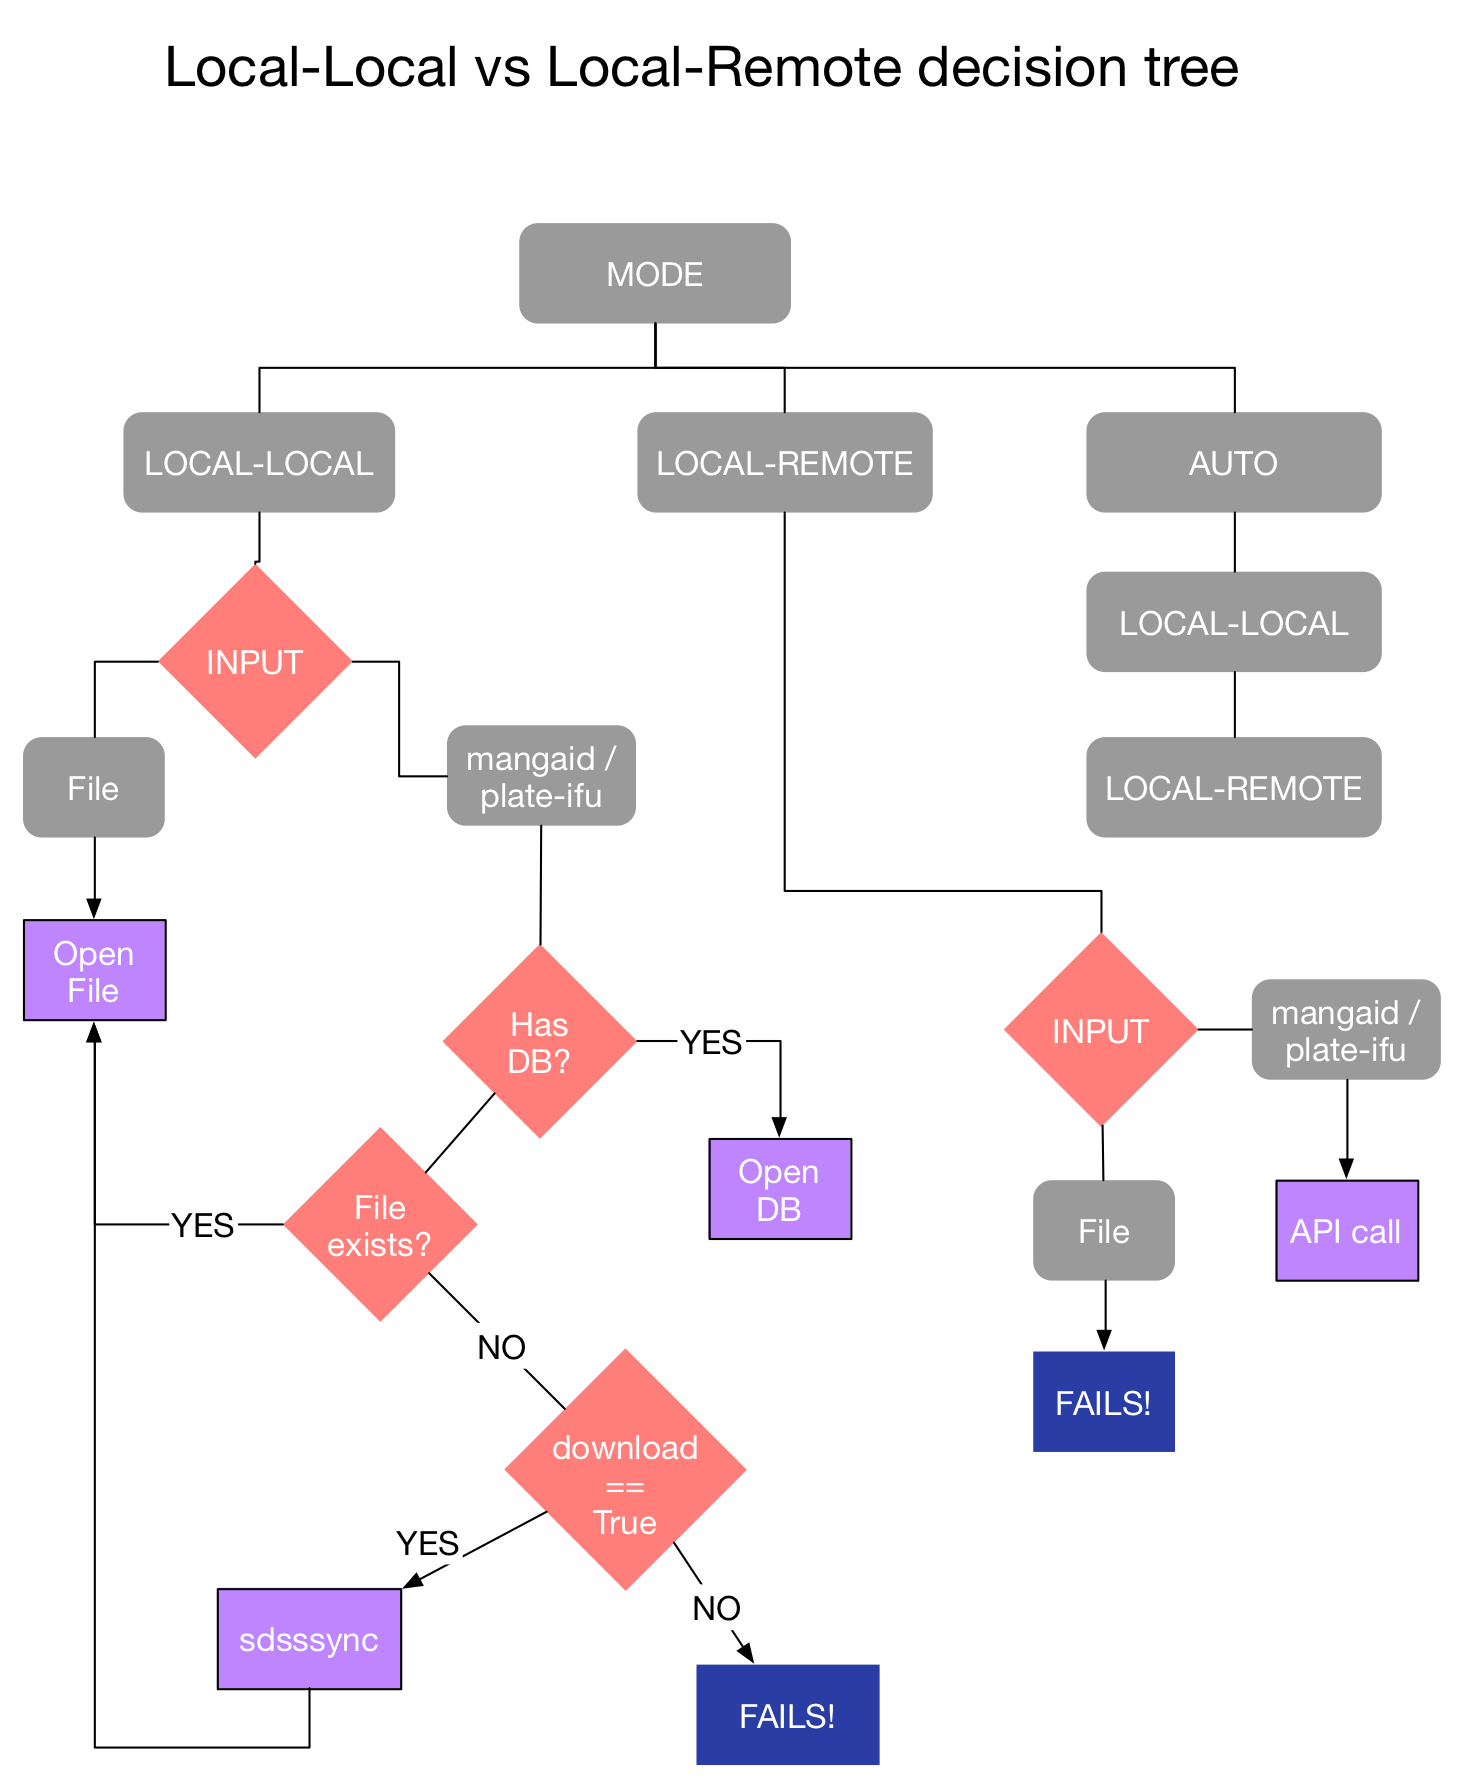 Local-Local vs Local-Remote decision tree
MODE
LOCAL-LOCAL
LOCAL-REMOTE
AUTO
LOCAL-LOCAL
LOCAL-REMOTE
INPUT
File
mangaid /
plate-ifu
Open
File
Has
DB?
YES
Open
DB
File
exists?
YES
NO
download
==
True
YES
sdsssync
NO
FAILS!
INPUT
mangaid /
plate-ifu
File
API call
FAILS!